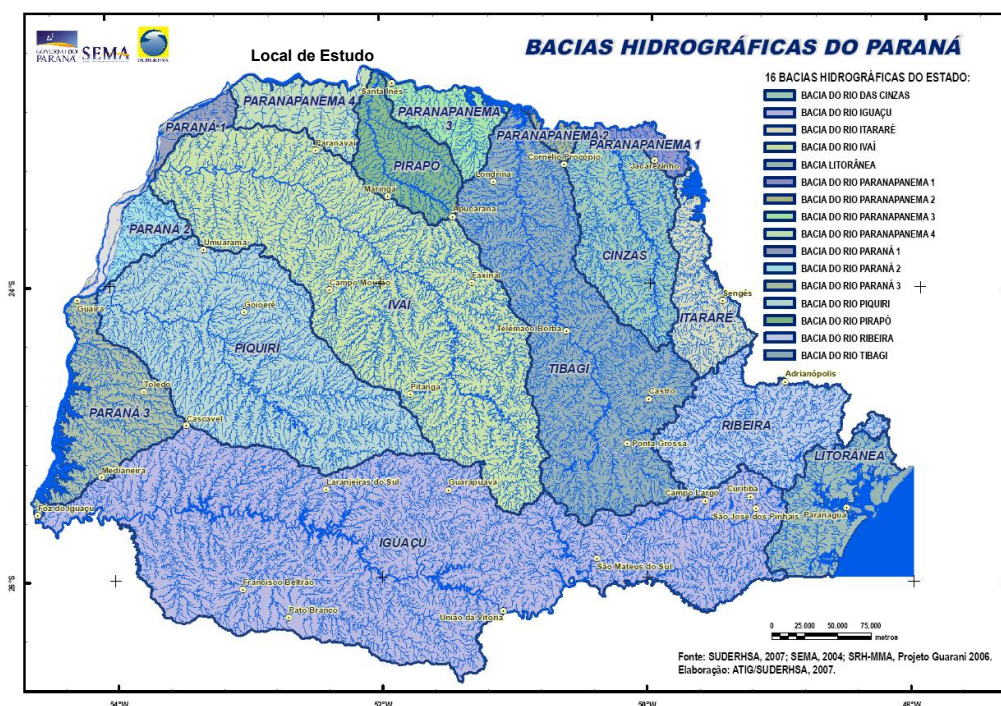 GOVERNO DO
PARANÁ
SEMA
SUDERHSA
Local de Estudo
BACIAS HIDROGRÁFICAS DO PARANÁ
16 BACIAS HIDROGRÁFICAS DO ESTADO:
BACIA DO RIO DAS CINZAS
BACIA DO RIO IGUAÇU
BACIA DO RIO ITARARÉ
BACIA DO RIO IVAÍ
BACIA LITORÂNEA
BACIA DO RIO PARANAPANEMA 1
BACIA DO RIO PARANAPANEMA 2
BACIA DO RIO PARANAPANEMA 3
BACIA DO RIO PARANAPANEMA 4
BACIA DO RIO PARANÁ 1
BACIA DO RIO PARANÁ 2
BACIA DO RIO PARANÁ 3
BACIA DO RIO PIQUIRI
BACIA DO RIO PIRAPÓ
BACIA DO RIO RIBEIRA
BACIA DO RIO TIBAGI
Santa Inês
PARANAPANEMA 4
PARANAPANEMA
3
PARANÁ 1
PARANAPANEMA 2
PARANAPANEMA 1
Paranavaí
PIRAPÓ
Cornélio Procópio
Jacarezinho
Londrina
Maringá
Apucarana
PARANÁ 2
Umuarama
CINZAS
Faxinal
24°S
Campo Mourão
Sengés
Guaíra
IVAÍ
Goioerê
ITARARÉ
Telêmaco Borba
PIQUIRI
TIBAGI
Adrianópolis
Toledo
Pitanga
Castro
PARANÁ 3
Cascavel
RIBEIRA
Ponta Grossa
LITORÂNEA
Medianeira
Laranjeiras do Sul
Guarapuava
Campo Largo
Curitiba
Foz do Iguaçu
São José dos Pinhais
Paranaguá
IGUAÇU
São Mateus do Sul
26°S
Francisco Beltrão
Pato Branco
União da Vitória
0 25.000 50.000 75.000
metros
Fonte: SUDERHSA, 2007; SEMA, 2004; SRH-MMA, Projeto Guarani 2006.
Elaboração: ATIG/SUDERHSA, 2007.
54°W 52°W 50°W 48°W